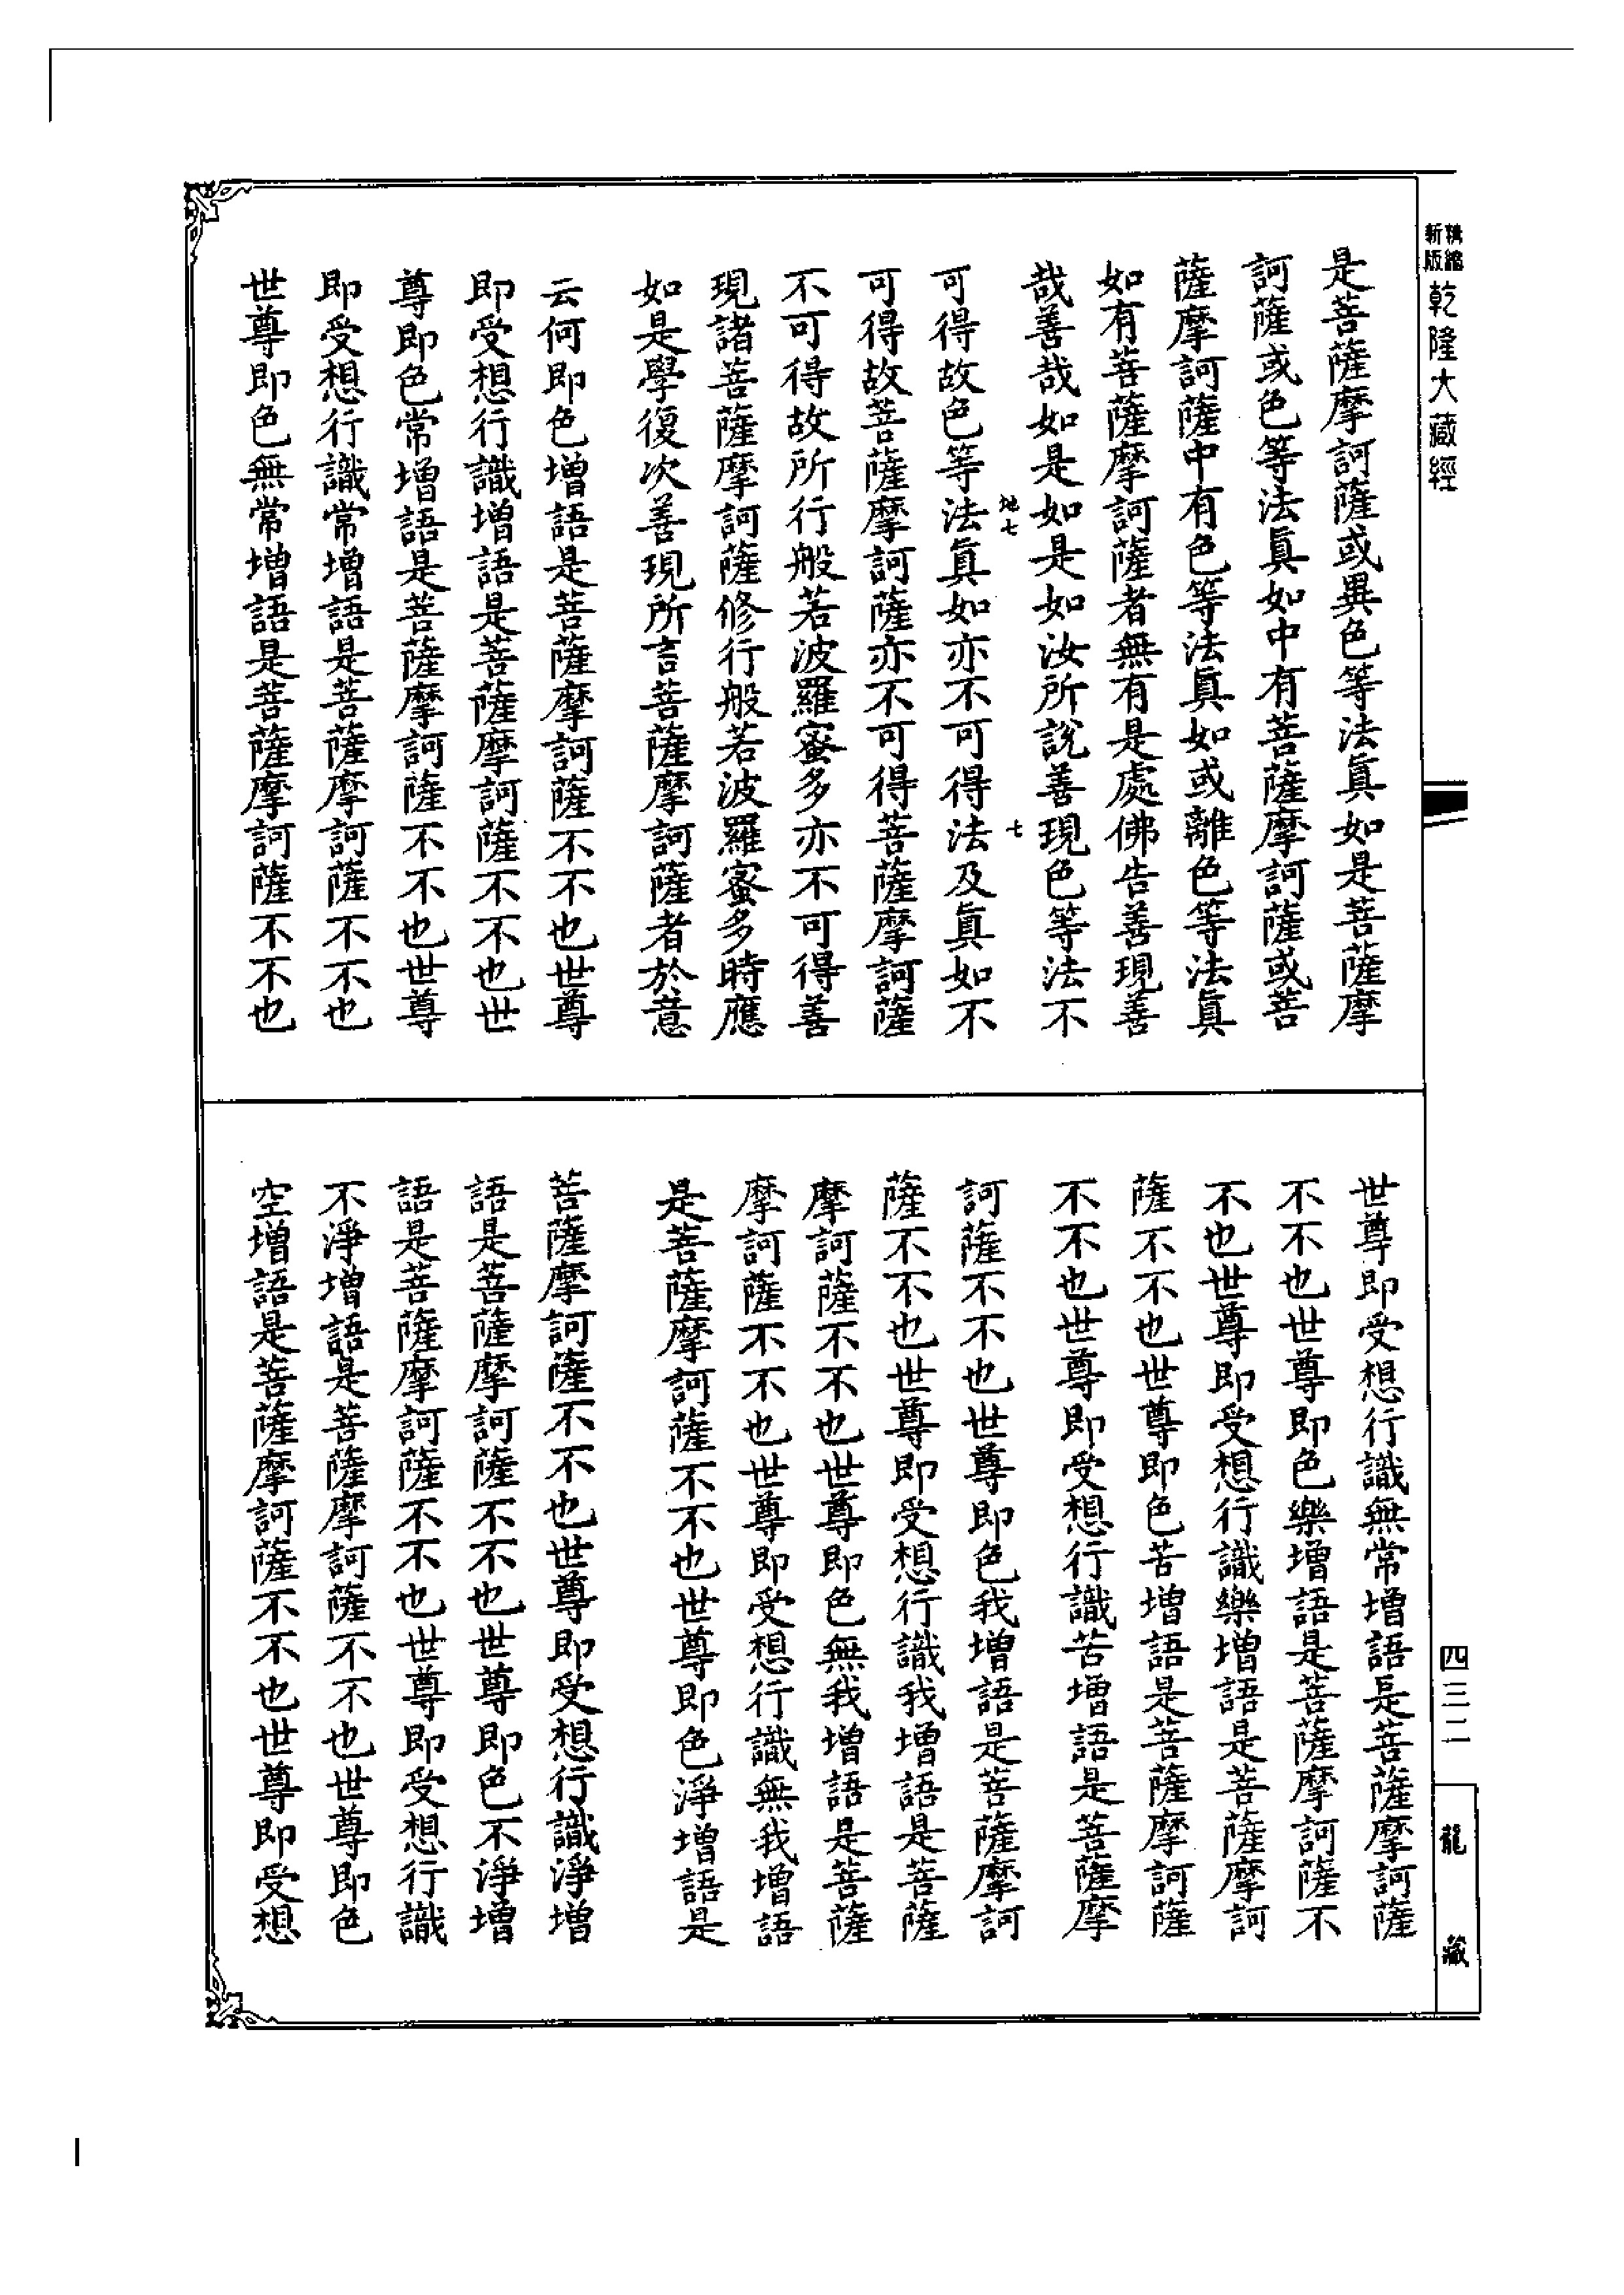 精縮新版乾隆大藏經
是菩薩摩訶薩或異色等法眞如是菩薩摩
訶薩或色等法眞如中有菩薩摩訶薩或菩
薩摩訶薩中有色等法眞如或離色等法眞
如有菩薩摩訶薩者無有是處佛告善現善
哉善哉如是如是如汝所說善現色等法不
地七
七
可得故色等法眞如亦不可得法及眞如不
可得故菩薩摩訶薩亦不可得菩薩摩訶薩
不可得故所行般若波羅蜜多亦不可得善
現諸菩薩摩訶薩修行般若波羅蜜多時應
如是學復次善現所言菩薩摩訶薩者於意
云何即色增語是菩薩摩訶薩不不也世尊
即受想行識增語是菩薩摩訶薩不不也世
尊即色常增語是菩薩摩訶薩不不也世尊
即受想行識常增語是菩薩摩訶薩不不也
世尊即色無常增語是菩薩摩訶薩不不也
世尊即受想行識無常增語是菩薩摩訶薩
不不也世尊即色樂增語是菩薩摩訶薩不
不也世尊即受想行識樂增語是菩薩摩訶
薩不不也世尊即色苦增語是菩薩摩訶薩
不不也世尊即受想行識苦增語是菩薩摩
訶薩不不也世尊即色我增語是菩薩摩訶
薩不不也世尊即受想行識我增語是菩薩
摩訶薩不不也世尊即色無我增語是菩薩
摩訶薩不不也世尊即受想行識無我增語
是菩薩摩訶薩不不也世尊即色淨增語是
菩薩摩訶薩不不也世尊即受想行識淨增
語是菩薩摩訶薩不不也世尊即色不淨增
語是菩薩摩訶薩不不也世尊即受想行識
不淨增語是菩薩摩訶薩不不也世尊即色
空增語是菩薩摩訶薩不不也世尊即受想
四三二
龍藏